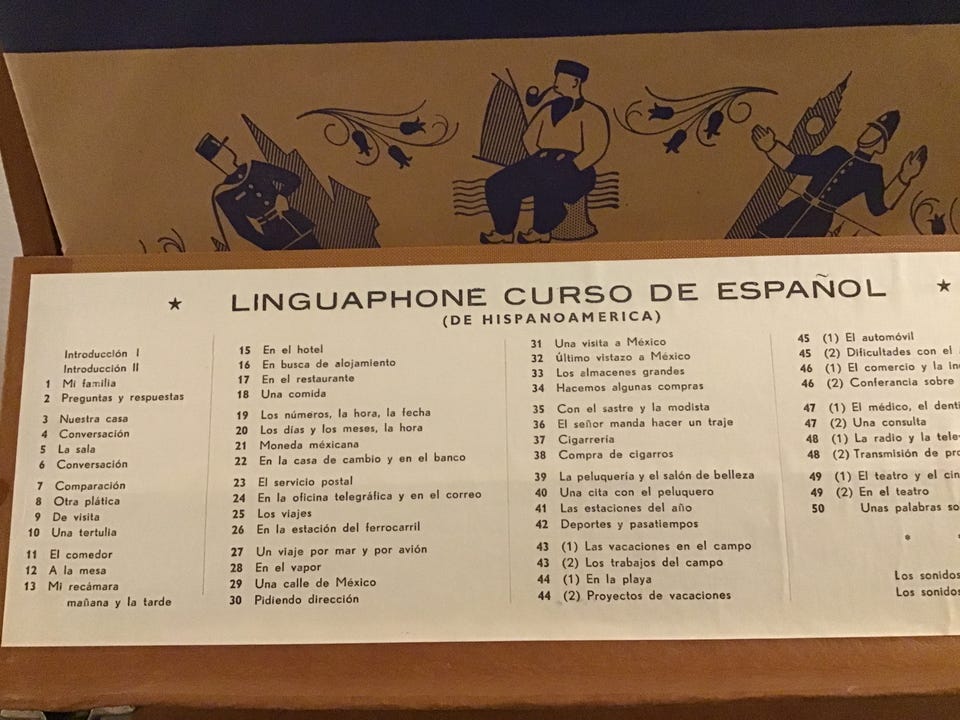 ★ LINGUAPHONE CURSO DE ESPAÑOL ★
(DE HISPANOAMERICA)
Introducción I
Introducción II
1 Mi familia
2 Preguntas y respuestas
3 Nuestra casa
4 Conversación
5 La sala
6 Conversación
7 Comparación
8 Otra plática
9 De visita
10 Una tertulia
11 El comedor
12 A la mesa
13 Mi recámara
mañana y la tarde
15 En el hotel
16 En busca de alojamiento
17 En el restaurante
18 Una comida
19 Los números, la hora, la fecha
20 Los días y los meses, la hora
21 Moneda méxicana
22 En la casa de cambio y en el banco
23 El servicio postal
24 En la oficina telegráfica y en el correo
25 Los viajes
26 En la estación del ferrocarril
27 Un viaje por mar y por avión
28 En el vapor
29 Una calle de México
30 Pidiendo dirección
31 Una visita a México
32 Último vistazo a México
33 Los almacenes grandes
34 Hacemos algunas compras
35 Con el sastre y la modista
36 El señor manda hacer un traje
37 Cigarrería
38 Compra de cigarros
39 La peluquería y el salón de belleza
40 Una cita con el peluquero
41 Las estaciones del año
42 Deportes y pasatiempos
43 (1) Las vacaciones en el campo
43 (2) Los trabajos del campo
44 (1) En la playa
44 (2) Proyectos de vacaciones
45 (1) El automóvil
45 (2) Dificultades con el
46 (1) El comercio y la
46 (2) Conferancia sobre
47 (1) El médico, el
47 (2) Una consulta
48 (1) La radio y la
48 (2) Transmisión de
49 (1) El teatro y el
49 (2) En el teatro
50 Unas palabras
Los sonidos
Los sonidos